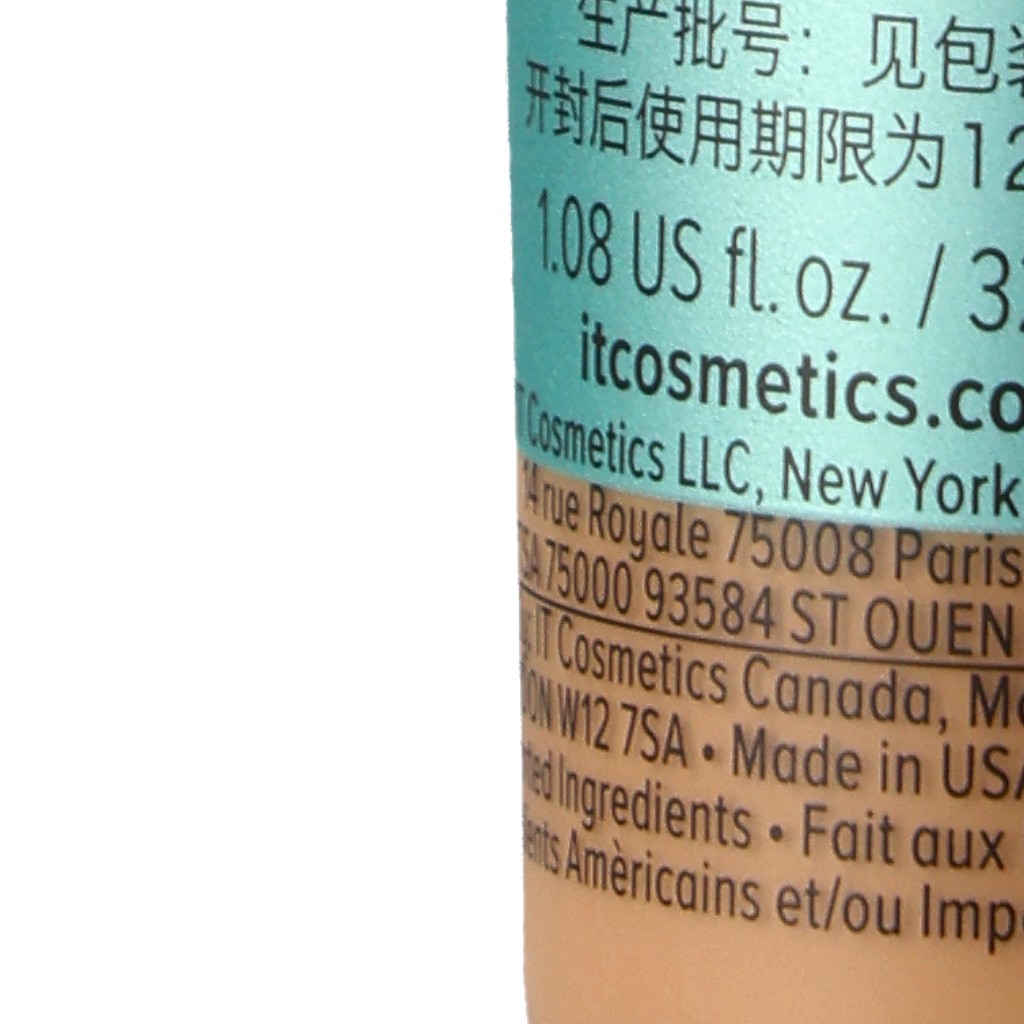 生产批号：见包
开封后使用期限为12
1.08 US fl. oz. / 3
itcosmetics.co
Cosmetics LLC, New York
14 rue Royale 75008 Paris
SA 75000 93584 ST OUEN
IT Cosmetics Canada,
W12 7SA • Made in USA
Ingredients • Fait aux
Amèricains et/ou